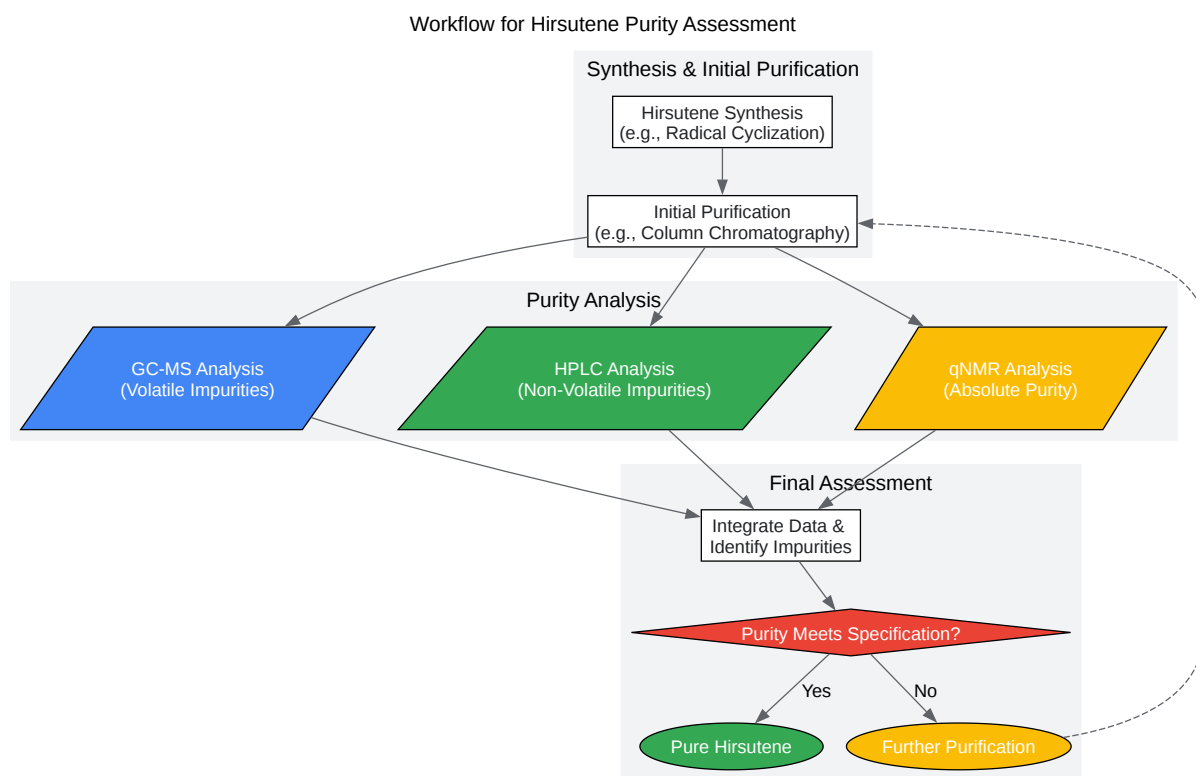 Workflow for Hirsutene Purity Assessment
Synthesis & Initial Purification
Hirsutene Synthesis
(e.g., Radical Cyclization)
Initial Purification
(e.g., Column Chromatography)
Purity Analysis
GC-MS Analysis
(Volatile Impurities)
HPLC Analysis
(Non-Volatile Impurities)
qNMR Analysis
(Absolute Purity)
Final Assessment
Integrate Data &
Identify Impurities
Purity Meets Specification?
Yes
No
Pure Hirsutene
Further Purification